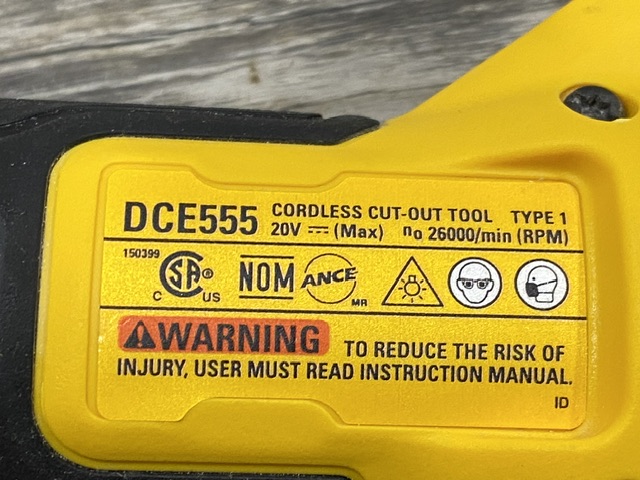 DCE555 CORDLESS CUT-OUT TOOL TYPE 1
20V ⎓ (Max) no 26000/min (RPM)
150399
C SA ® US
NOM
ANCE
MR
WARNING TO REDUCE THE RISK OF
INJURY, USER MUST READ INSTRUCTION MANUAL.
ID